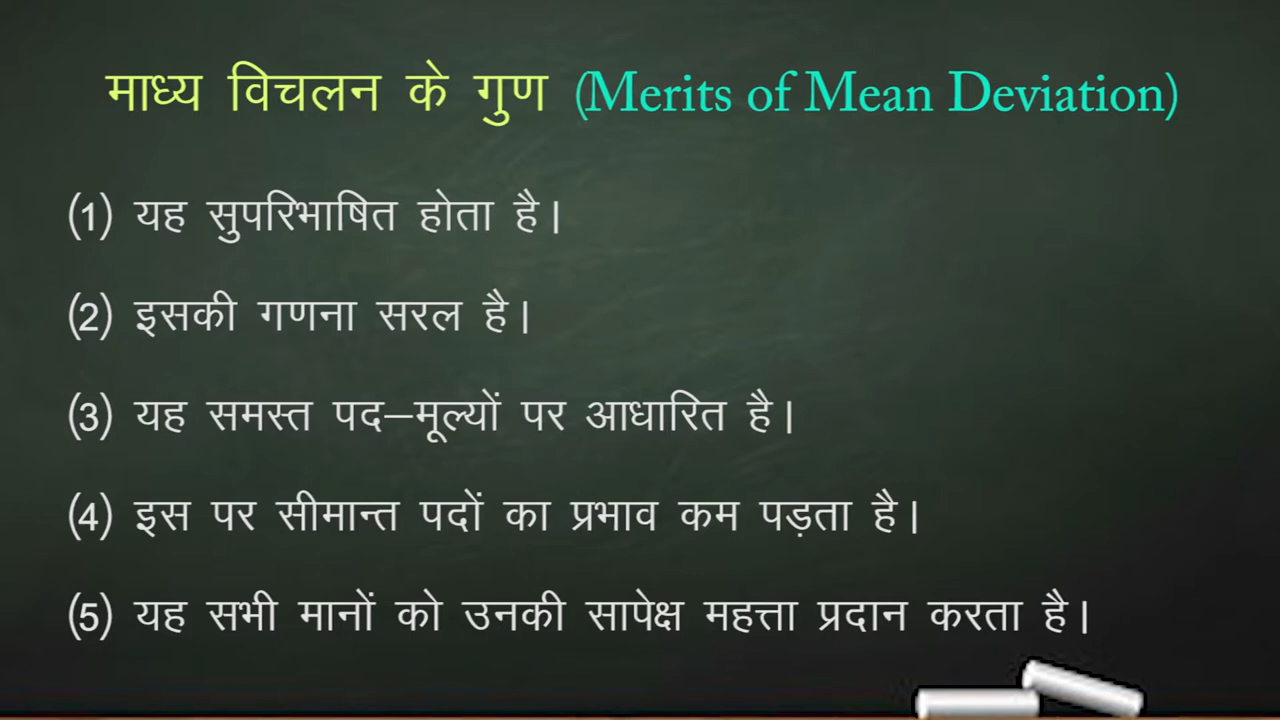 माध्य विचलन के गुण (Merits of Mean Deviation)
(1) यह सुपरिभाषित होता है।
(2) इसकी गणना सरल है।
(3) यह समस्त पद–मूल्यों पर आधारित है।
(4) इस पर सीमान्त पदों का प्रभाव कम पड़ता है।
(5) यह सभी मानों को उनकी सापेक्ष महत्ता प्रदान करता है।